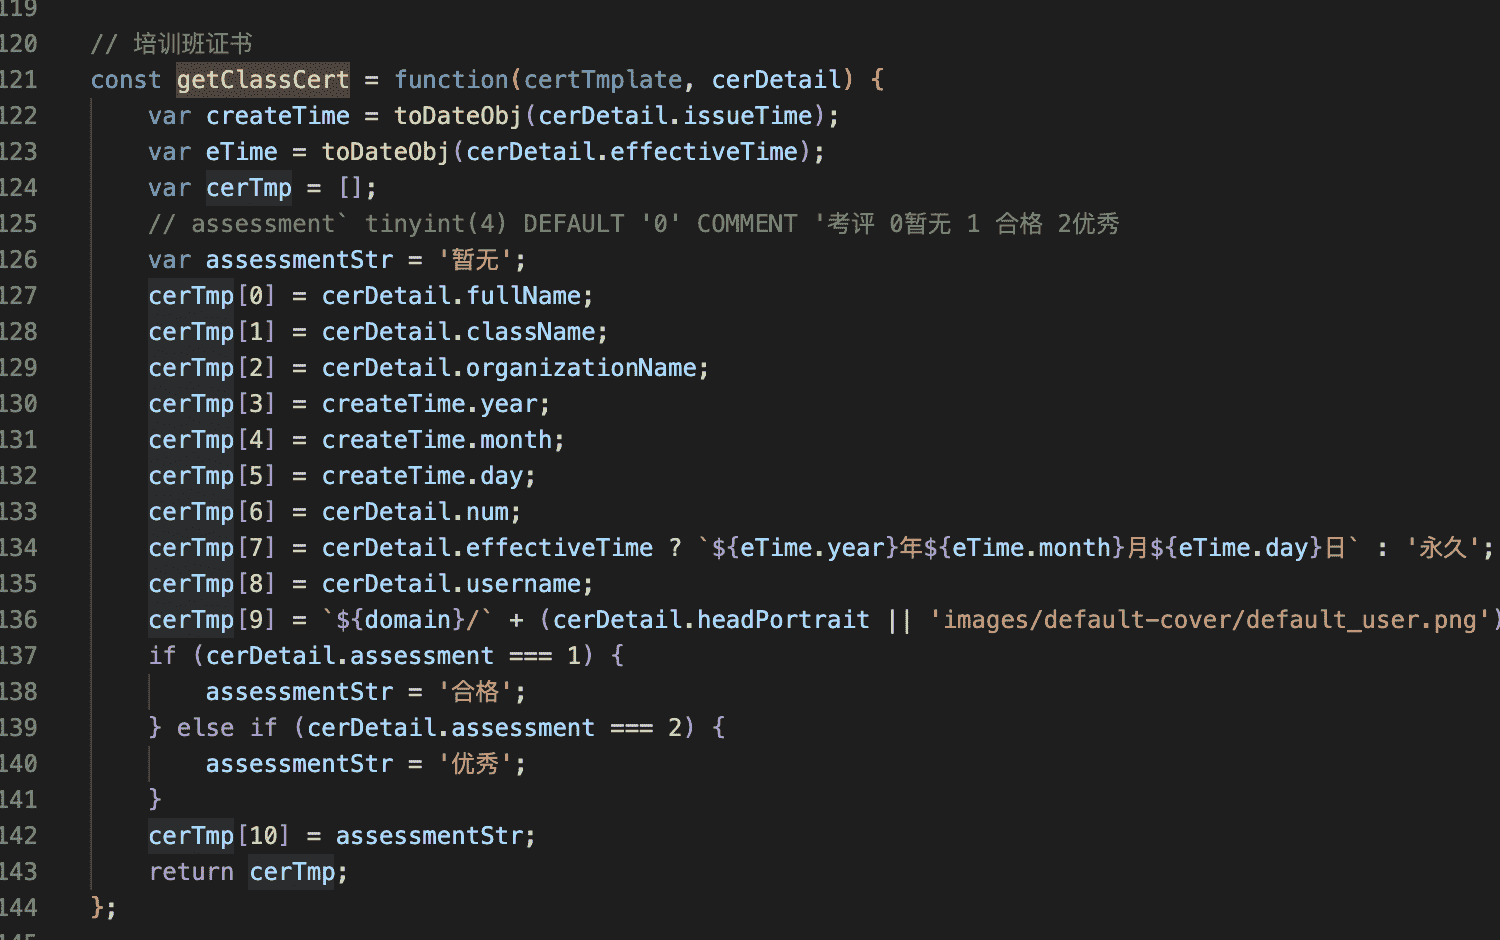 119
120 // 培训班证书
121 const getClassCert = function(certTmplate, cerDetail) {
122 var createTime = toDateObj(cerDetail.issueTime);
123 var eTime = toDateObj(cerDetail.effectiveTime);
124 var cerTmp = [];
125 // assessment` tinyint(4) DEFAULT '0' COMMENT '考评 0暂无 1 合格 2优秀
126 var assessmentStr = '暂无';
127 cerTmp[0] = cerDetail.fullName;
128 cerTmp[1] = cerDetail.className;
129 cerTmp[2] = cerDetail.organizationName;
130 cerTmp[3] = createTime.year;
131 cerTmp[4] = createTime.month;
132 cerTmp[5] = createTime.day;
133 cerTmp[6] = cerDetail.num;
134 cerTmp[7] = cerDetail.effectiveTime ? `${eTime.year}年${eTime.month}月${eTime.day}日` : '永久';
135 cerTmp[8] = cerDetail.username;
136 cerTmp[9] = `${domain}/` + (cerDetail.headPortrait || 'images/default-cover/default_user.png')
137 if (cerDetail.assessment === 1) {
138 assessmentStr = '合格';
139 } else if (cerDetail.assessment === 2) {
140 assessmentStr = '优秀';
141 }
142 cerTmp[10] = assessmentStr;
143 return cerTmp;
144 };
145